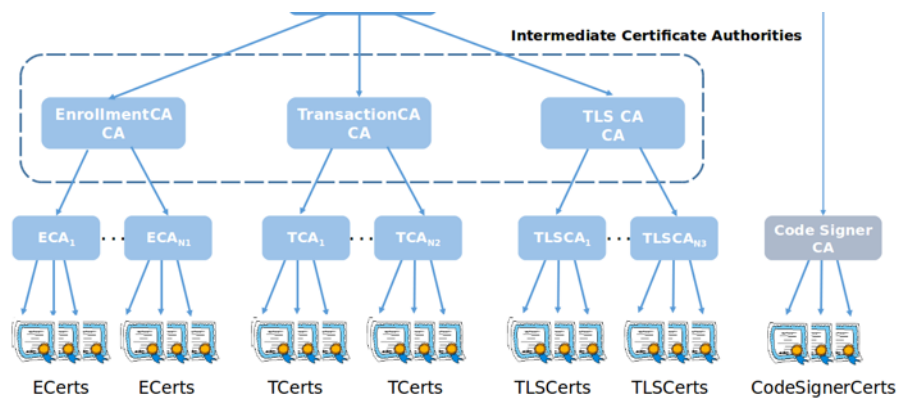 Intermediate Certificate Authorities
EnrollmentCA
CA
TransactionCA
CA
TLS CA
CA
ECA1
...
ECAN1
TCA1
...
TCAN2
TLSCA1
...
TLSCAN3
Code Signer
CA
ECerts
ECerts
TCerts
TCerts
TLSCerts
TLSCerts
CodeSignerCerts